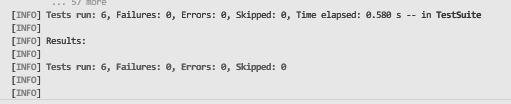 ... 57 more
[INFO] Tests run: 6, Failures: 0, Errors: 0, Skipped: 0, Time elapsed: 0.580 s -- in TestSuite
[INFO]
[INFO] Results:
[INFO]
[INFO] Tests run: 6, Failures: 0, Errors: 0, Skipped: 0
[INFO]
[INFO]